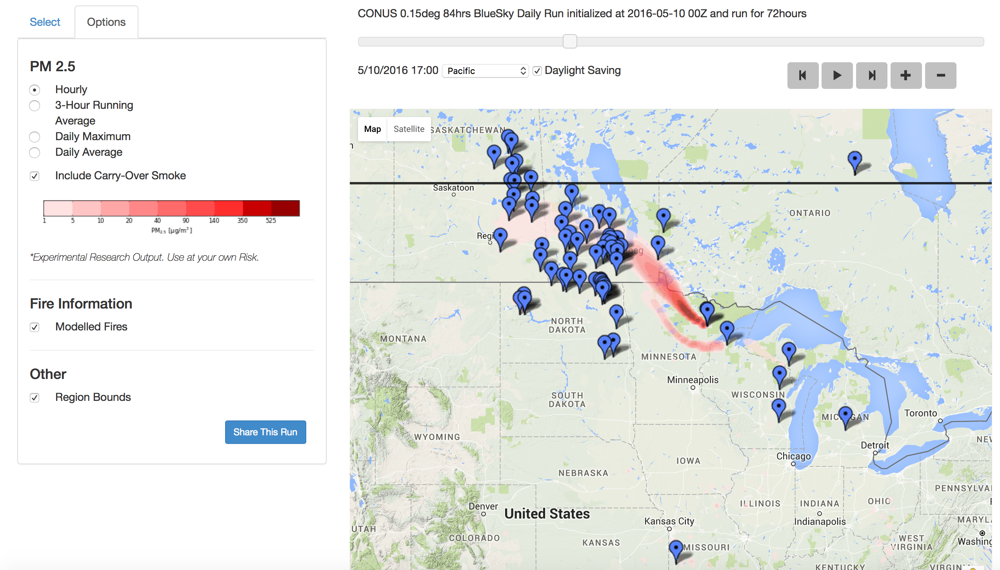 Select
Options
PM 2.5
Hourly
3-Hour Running
Average
Daily Maximum
Daily Average
Include Carry-Over Smoke
1 5 10 20 40 90 140 350 525
PM2.5 [µg/m³]
*Experimental Research Output. Use at your own Risk.
Fire Information
Modelled Fires
Other
Region Bounds
Share This Run
CONUS 0.15deg 84hrs BlueSky Daily Run initialized at 2016-05-10 00Z and run for 72hours
5/10/2016 17:00 Pacific Daylight Saving
Map Satellite
SASKATCHEWAN
Saskatoon
ONTARIO
Regi
peg
NORTH
DAKOTA
MONTANA
MINNESOTA
Minneapolis
WISCONSIN
SOUTH
DAKOTA
Toronto
MIC GAN
WYOMING
NEW
Detroit
Chicago
IOWA
NEBRASKA
PENNSYLVA
ILLINOIS
INDIANA
OHIO
Denver
United States
Kansas City
Indianapolis
MARYLA
UTAH
COLORADO
KANSAS
MISSOURI
WEST
VIRGINIA
Washing
KENTUCKY
VIRGIN